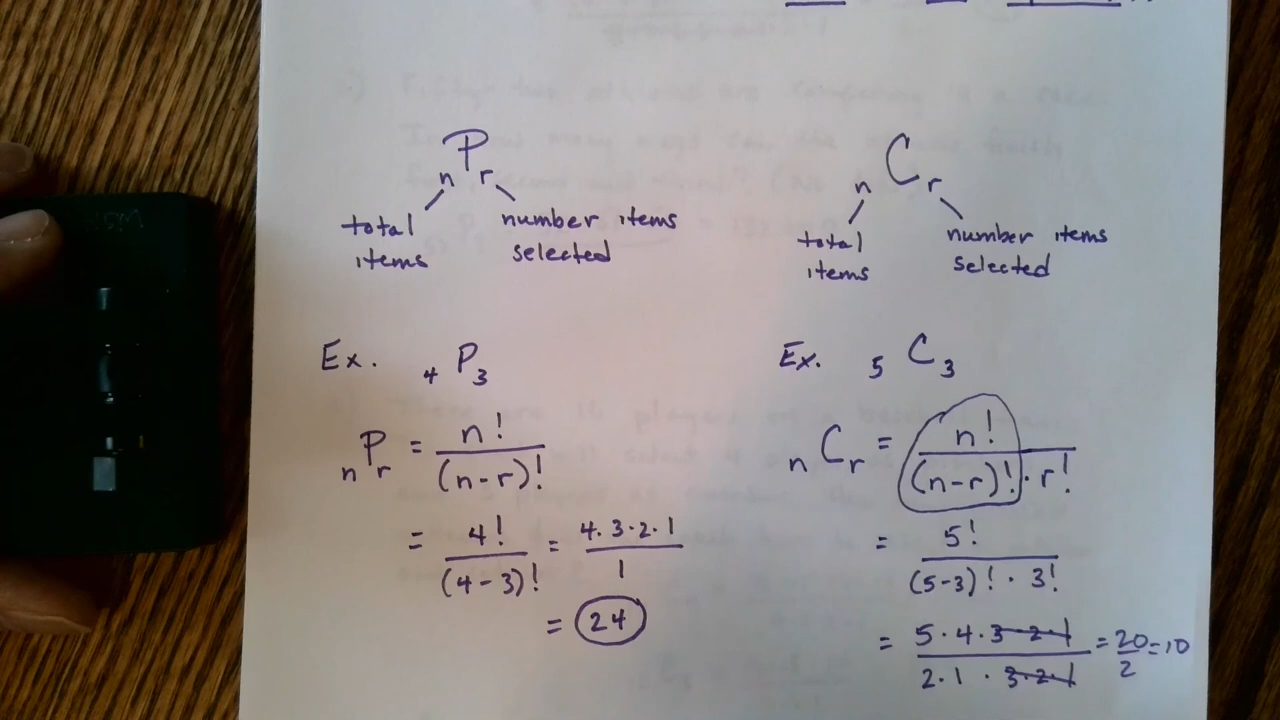 nPr
total items
number items selected
Ex. 4P3
nPr = n! / (n-r)!
= 4! / (4-3)! = 4·3·2·1 / 1
= 24
nCr
total items
number items selected
Ex. 5C3
nCr = n! / (n-r)!·r!
= 5! / (5-3)!·3!
= 5·4·3·2·1 / 2·1·3·2·1 = 20/2 = 10